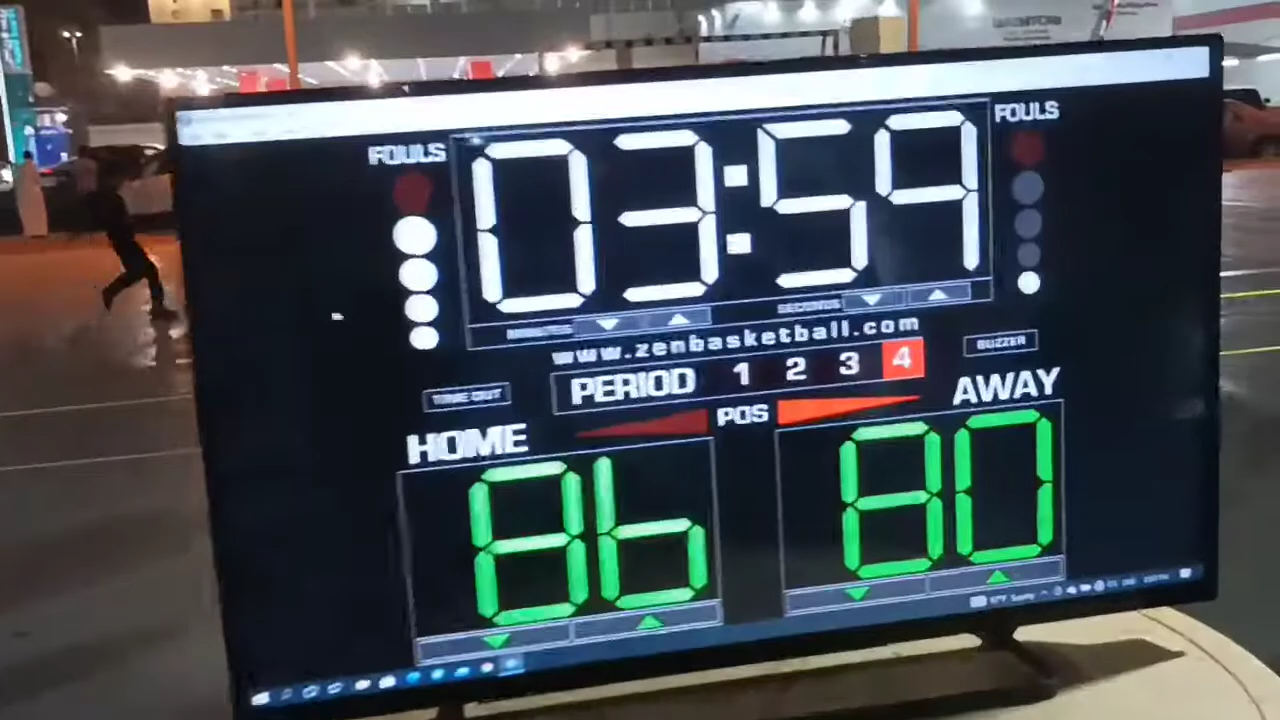 FOULS
03:59
FOULS
MINUTES
SECONDS
www.zenbasketball.com
BUZZER
TIME OUT
PERIOD 1 2 3 4
HOME
POS
AWAY
86
80